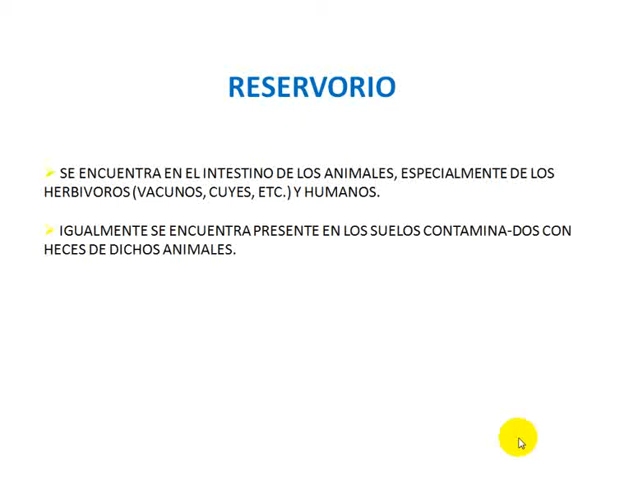 RESERVORIO
SE ENCUENTRA EN EL INTESTINO DE LOS ANIMALES, ESPECIALMENTE DE LOS
HERBIVOROS (VACUNOS, CUYES, ETC.) Y HUMANOS.
IGUALMENTE SE ENCUENTRA PRESENTE EN LOS SUELOS CONTAMINA-DOS CON
HECES DE DICHOS ANIMALES.